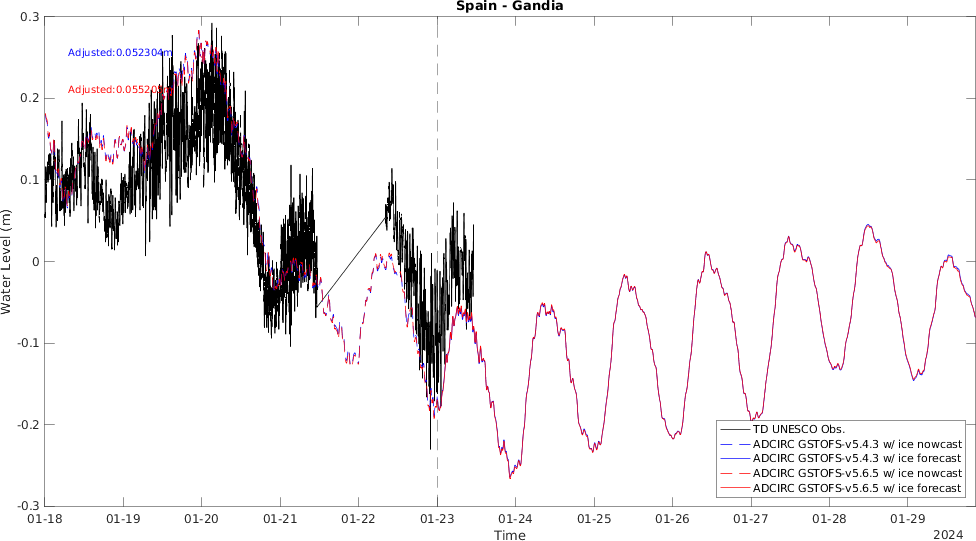 Spain - Gandia
0.3
0.2
0.1
0
-0.1
-0.2
-0.3
Water Level (m)
Adjusted:0.052304m
Adjusted:0.055205m
TD UNESCO Obs.
ADCIRC GSTOFS-v5.4.3 w/ ice nowcast
ADCIRC GSTOFS-v5.4.3 w/ ice forecast
ADCIRC GSTOFS-v5.6.5 w/ ice nowcast
ADCIRC GSTOFS-v5.6.5 w/ ice forecast
01-18 01-19 01-20 01-21 01-22 01-23 01-24 01-25 01-26 01-27 01-28 01-29
Time
2024